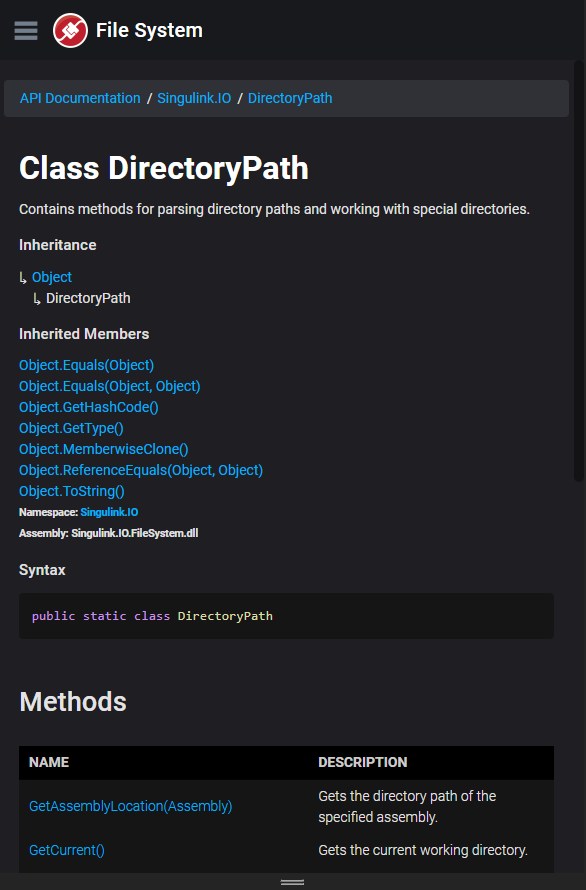 File System
API Documentation / Singulink.IO / DirectoryPath
Class DirectoryPath
Contains methods for parsing directory paths and working with special directories.
Inheritance
↳ Object
↳ DirectoryPath
Inherited Members
Object.Equals(Object)
Object.Equals(Object, Object)
Object.GetHashCode()
Object.GetType()
Object.MemberwiseClone()
Object.ReferenceEquals(Object, Object)
Object.ToString()
Namespace: Singulink.IO
Assembly: Singulink.IO.FileSystem.dll
Syntax
public static class DirectoryPath
Methods
NAME DESCRIPTION
GetAssemblyLocation(Assembly) Gets the directory path of the
specified assembly.
GetCurrent() Gets the current working directory.